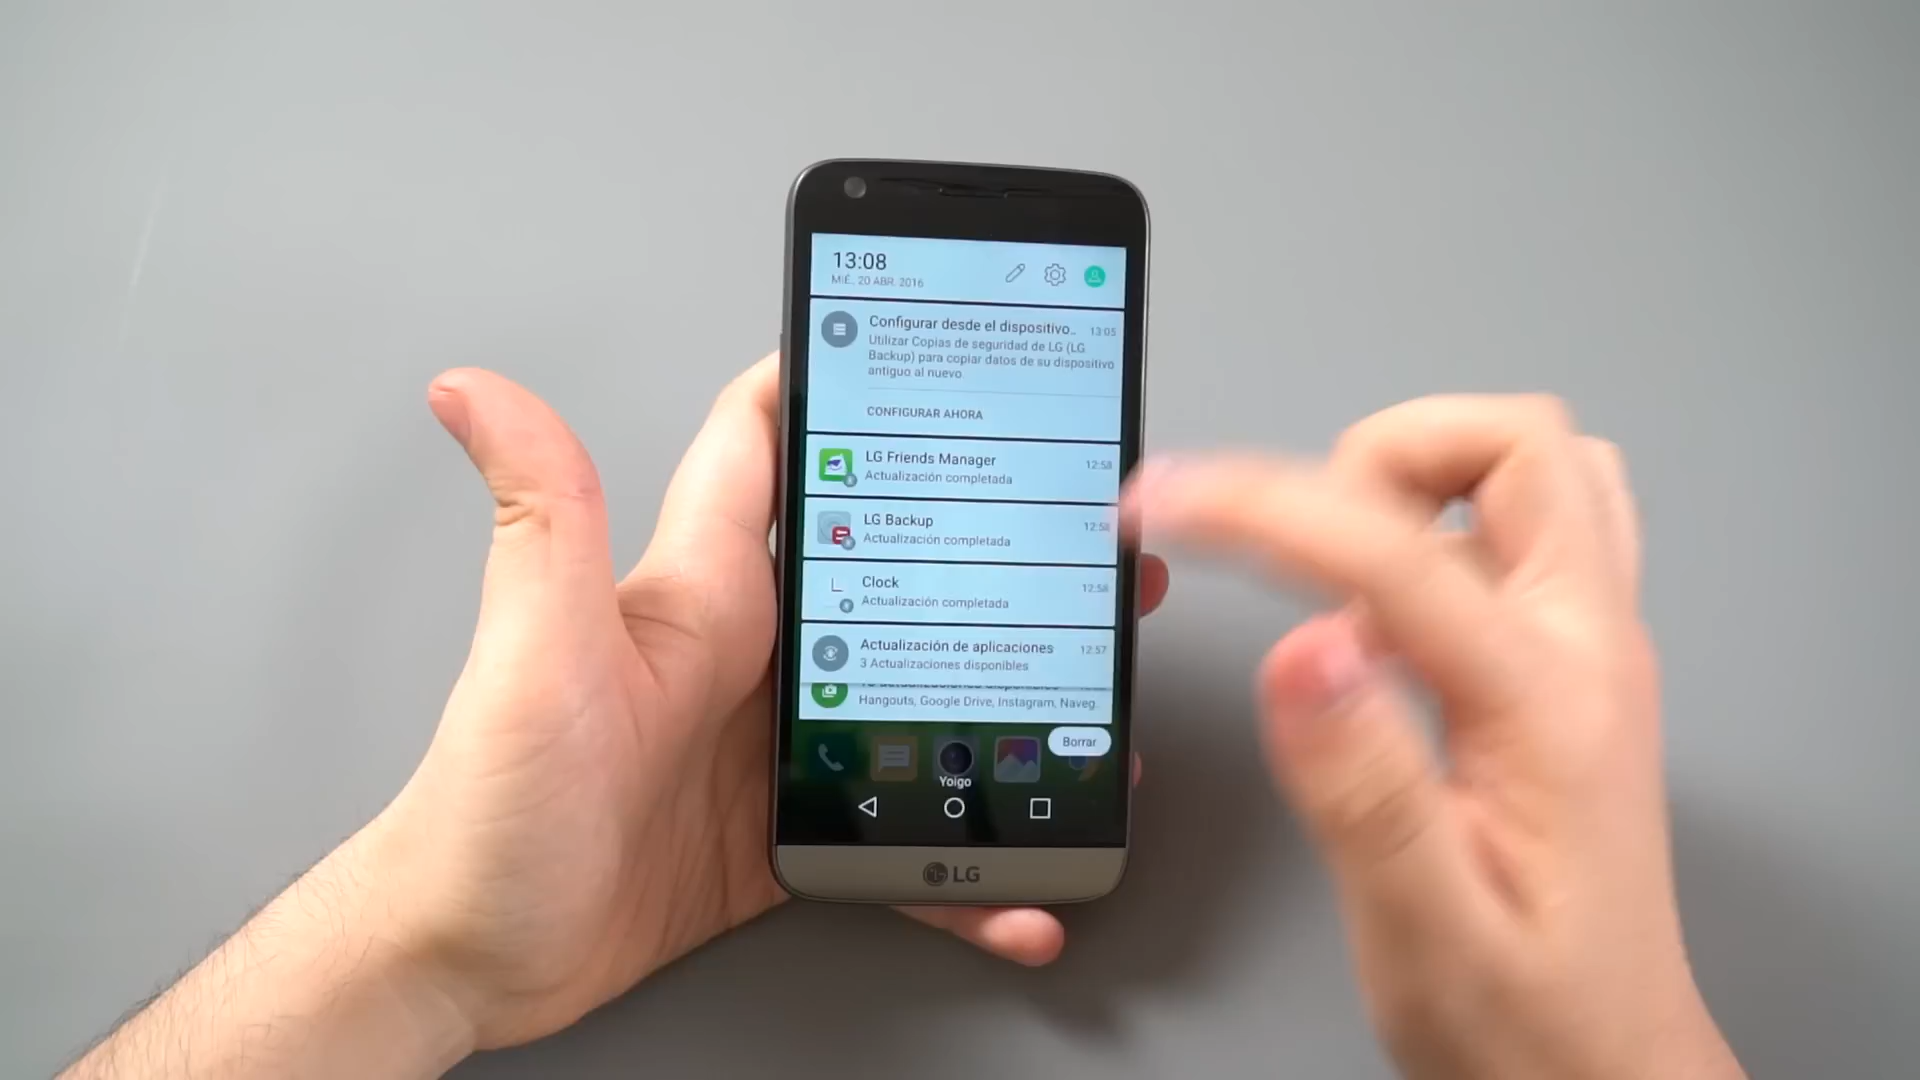 13:08
MIÉ., 20 ABR. 2016
Configurar desde el dispositivo.. 13:05
Utilizar Copias de seguridad de LG (LG
Backup) para copiar datos de su dispositivo
antiguo al nuevo.
CONFIGURAR AHORA
LG Friends Manager 12:58
Actualización completada
LG Backup 12:58
Actualización completada
Clock 12:58
Actualización completada
Actualización de aplicaciones 12:57
3 Actualizaciones disponibles
Hangouts, Google Drive, Instagram, Naveg.
Borrar
Yoigo
LG